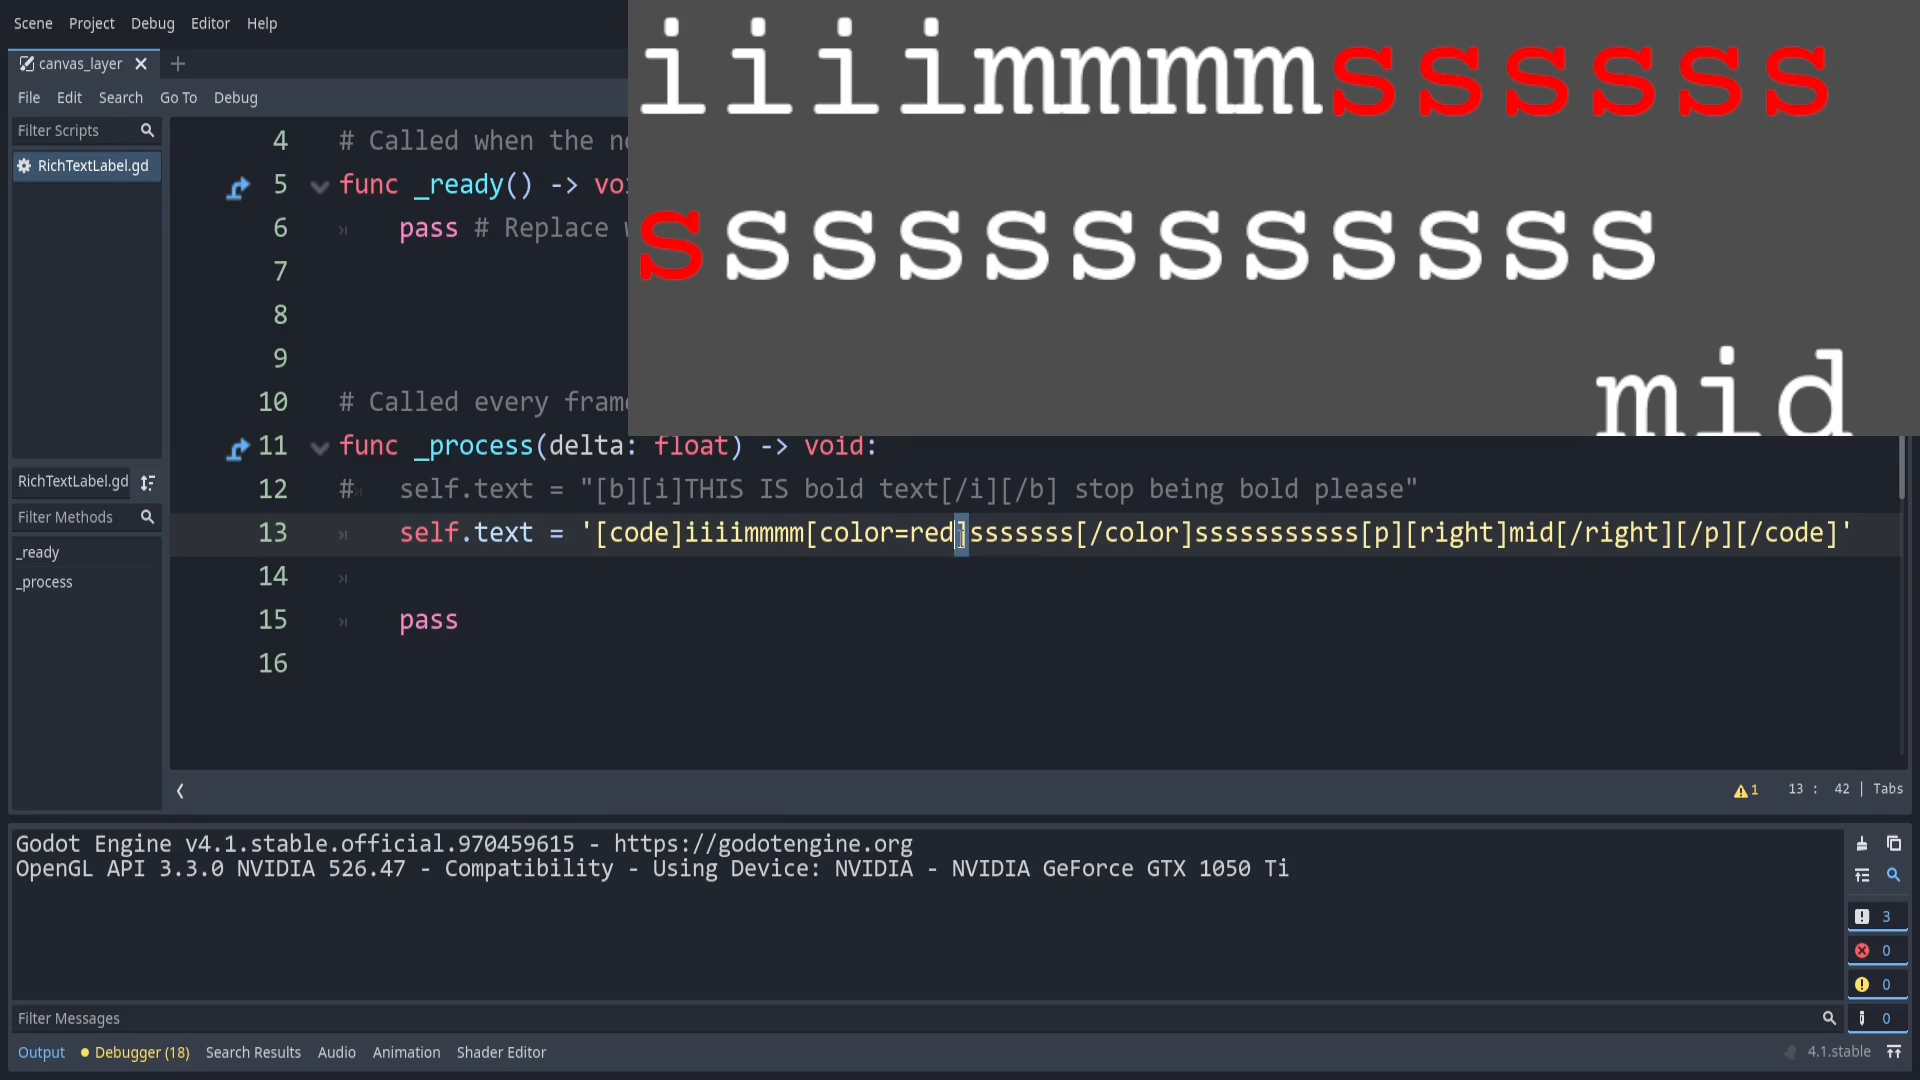 Scene Project Debug Editor Help
canvas_layer
File Edit Search Go To Debug
Filter Scripts
RichTextLabel.gd
RichTextLabel.gd
Filter Methods
_ready
_process
4 # Called when the
5 func _ready() ->
6 pass # Replace
7
8
9
10 # Called every
11 func _process(delta: float) -> void:
12 # self.text = "[b][i]THIS IS bold text[/i][/b] stop being bold please"
13 self.text = '[code]iiiimmmm[color=red]sssssss[/color]sssssssssss[p][right]mid[/right][/p][/code]'
14
15 pass
16
iiiimmmmssssss
ssssssssssss
mid
1 13 : 42 | Tabs
Godot Engine v4.1.stable.official.970459615 - https://godotengine.org
OpenGL API 3.3.0 NVIDIA 526.47 - Compatibility - Using Device: NVIDIA - NVIDIA GeForce GTX 1050 Ti
3
0
0
0
Filter Messages
Output Debugger (18) Search Results Audio Animation Shader Editor
4.1.stable